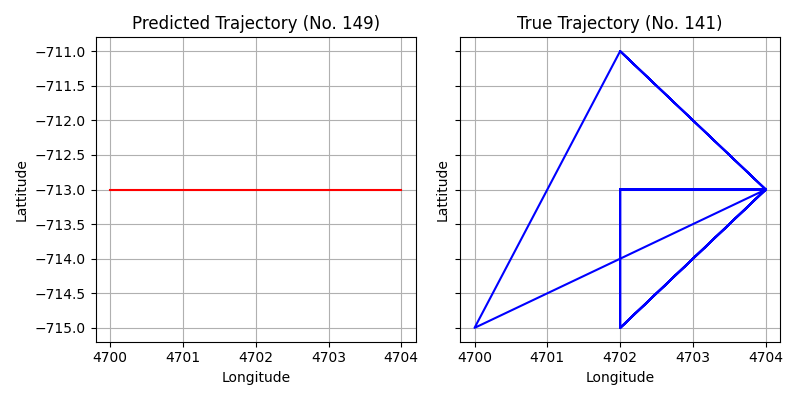 Predicted Trajectory (No. 149)
−711.0
−711.5
−712.0
−712.5
−713.0
−713.5
−714.0
−714.5
−715.0
Lattitude
4700 4701 4702 4703 4704
Longitude
True Trajectory (No. 141)
Lattitude
4700 4701 4702 4703 4704
Longitude